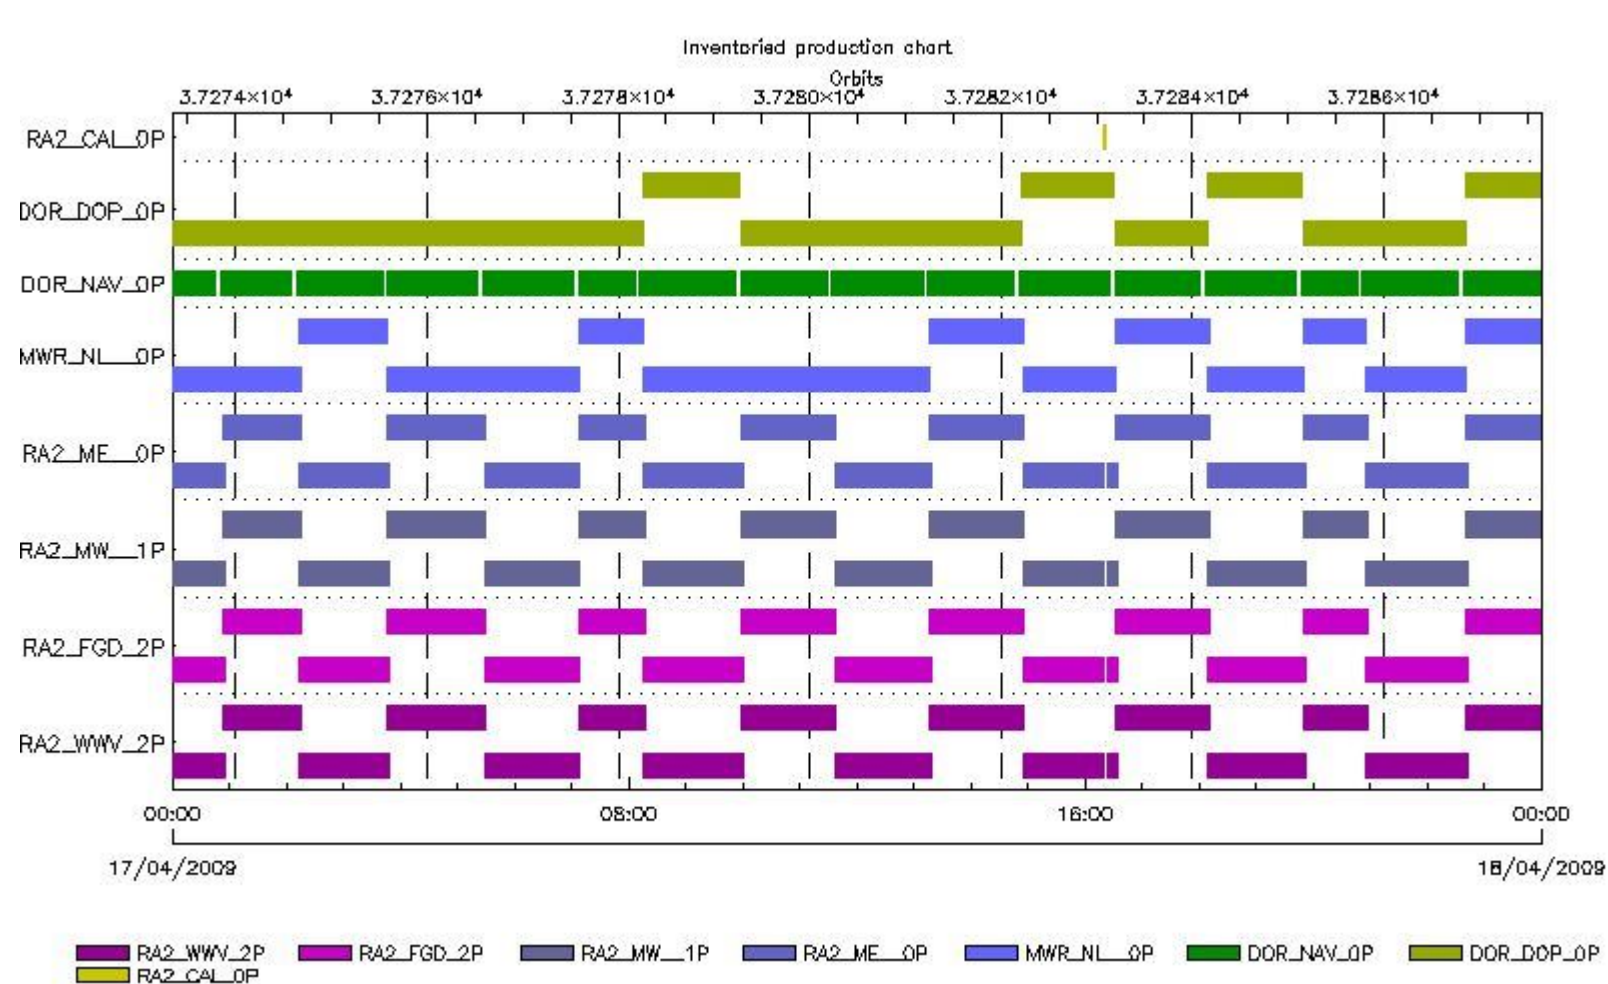 Inventoried production chart
Orbits
3.7274×10⁴ 3.7276×10⁴ 3.7278×10⁴ 3.7280×10⁴ 3.7282×10⁴ 3.7284×10⁴ 3.7286×10⁴
RA2_CAL_0P
DOR_DOP_0P
DOR_NAV_0P
MWR_NL__0P
RA2_ME__0P
RA2_MW__1P
RA2_FGD_2P
RA2_WWV_2P
00:00 08:00 16:00 00:00
17/04/2009 18/04/2009
RA2_WWV_2P RA2_FGD_2P RA2_MW__1P RA2_ME__0P MWR_NL__0P DOR_NAV_0P DOR_DOP_0P
RA2_CAL_0P